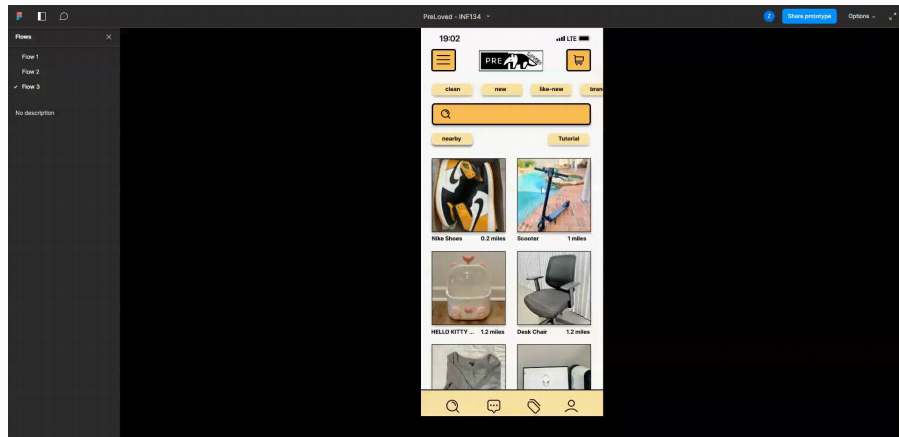 PreLoved - INF134
Z
Share prototype
Options
Flows
Flow 1
Flow 2
Flow 3
No description
19:02
LTE
PRE
clean new like-new bran
nearby Tutorial
Nike Shoes 0.2 miles Scooter 1 miles
HELLO KITTY ... 1.2 miles Desk Chair 1.2 miles